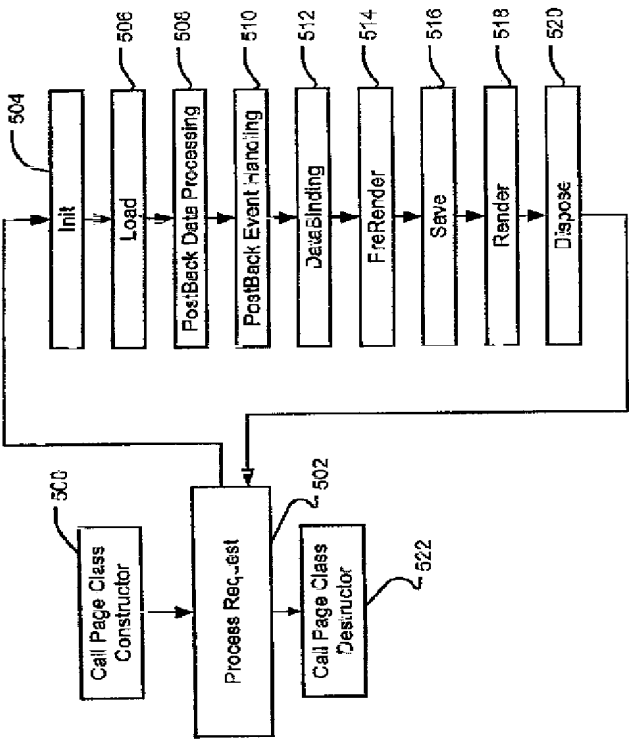 500
Call Page Class
Constructor
Process Request
502
Call Page Class
Destructor
522
504
Init
506
Load
508
PostBack Data Processing
510
PostBack Event Handling
512
DataBinding
514
PreRender
516
Save
518
Render
520
Dispose